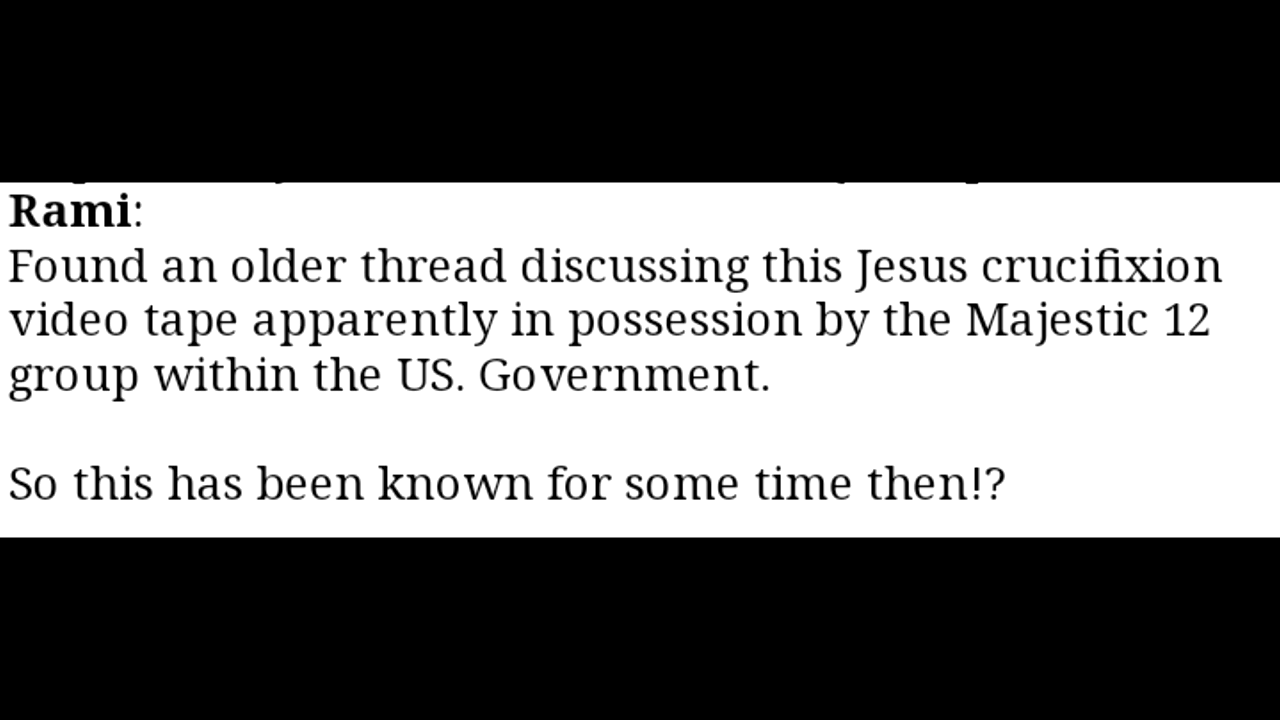 Rami:
Found an older thread discussing this Jesus crucifixion
video tape apparently in possession by the Majestic 12
group within the US. Government.
So this has been known for some time then!?